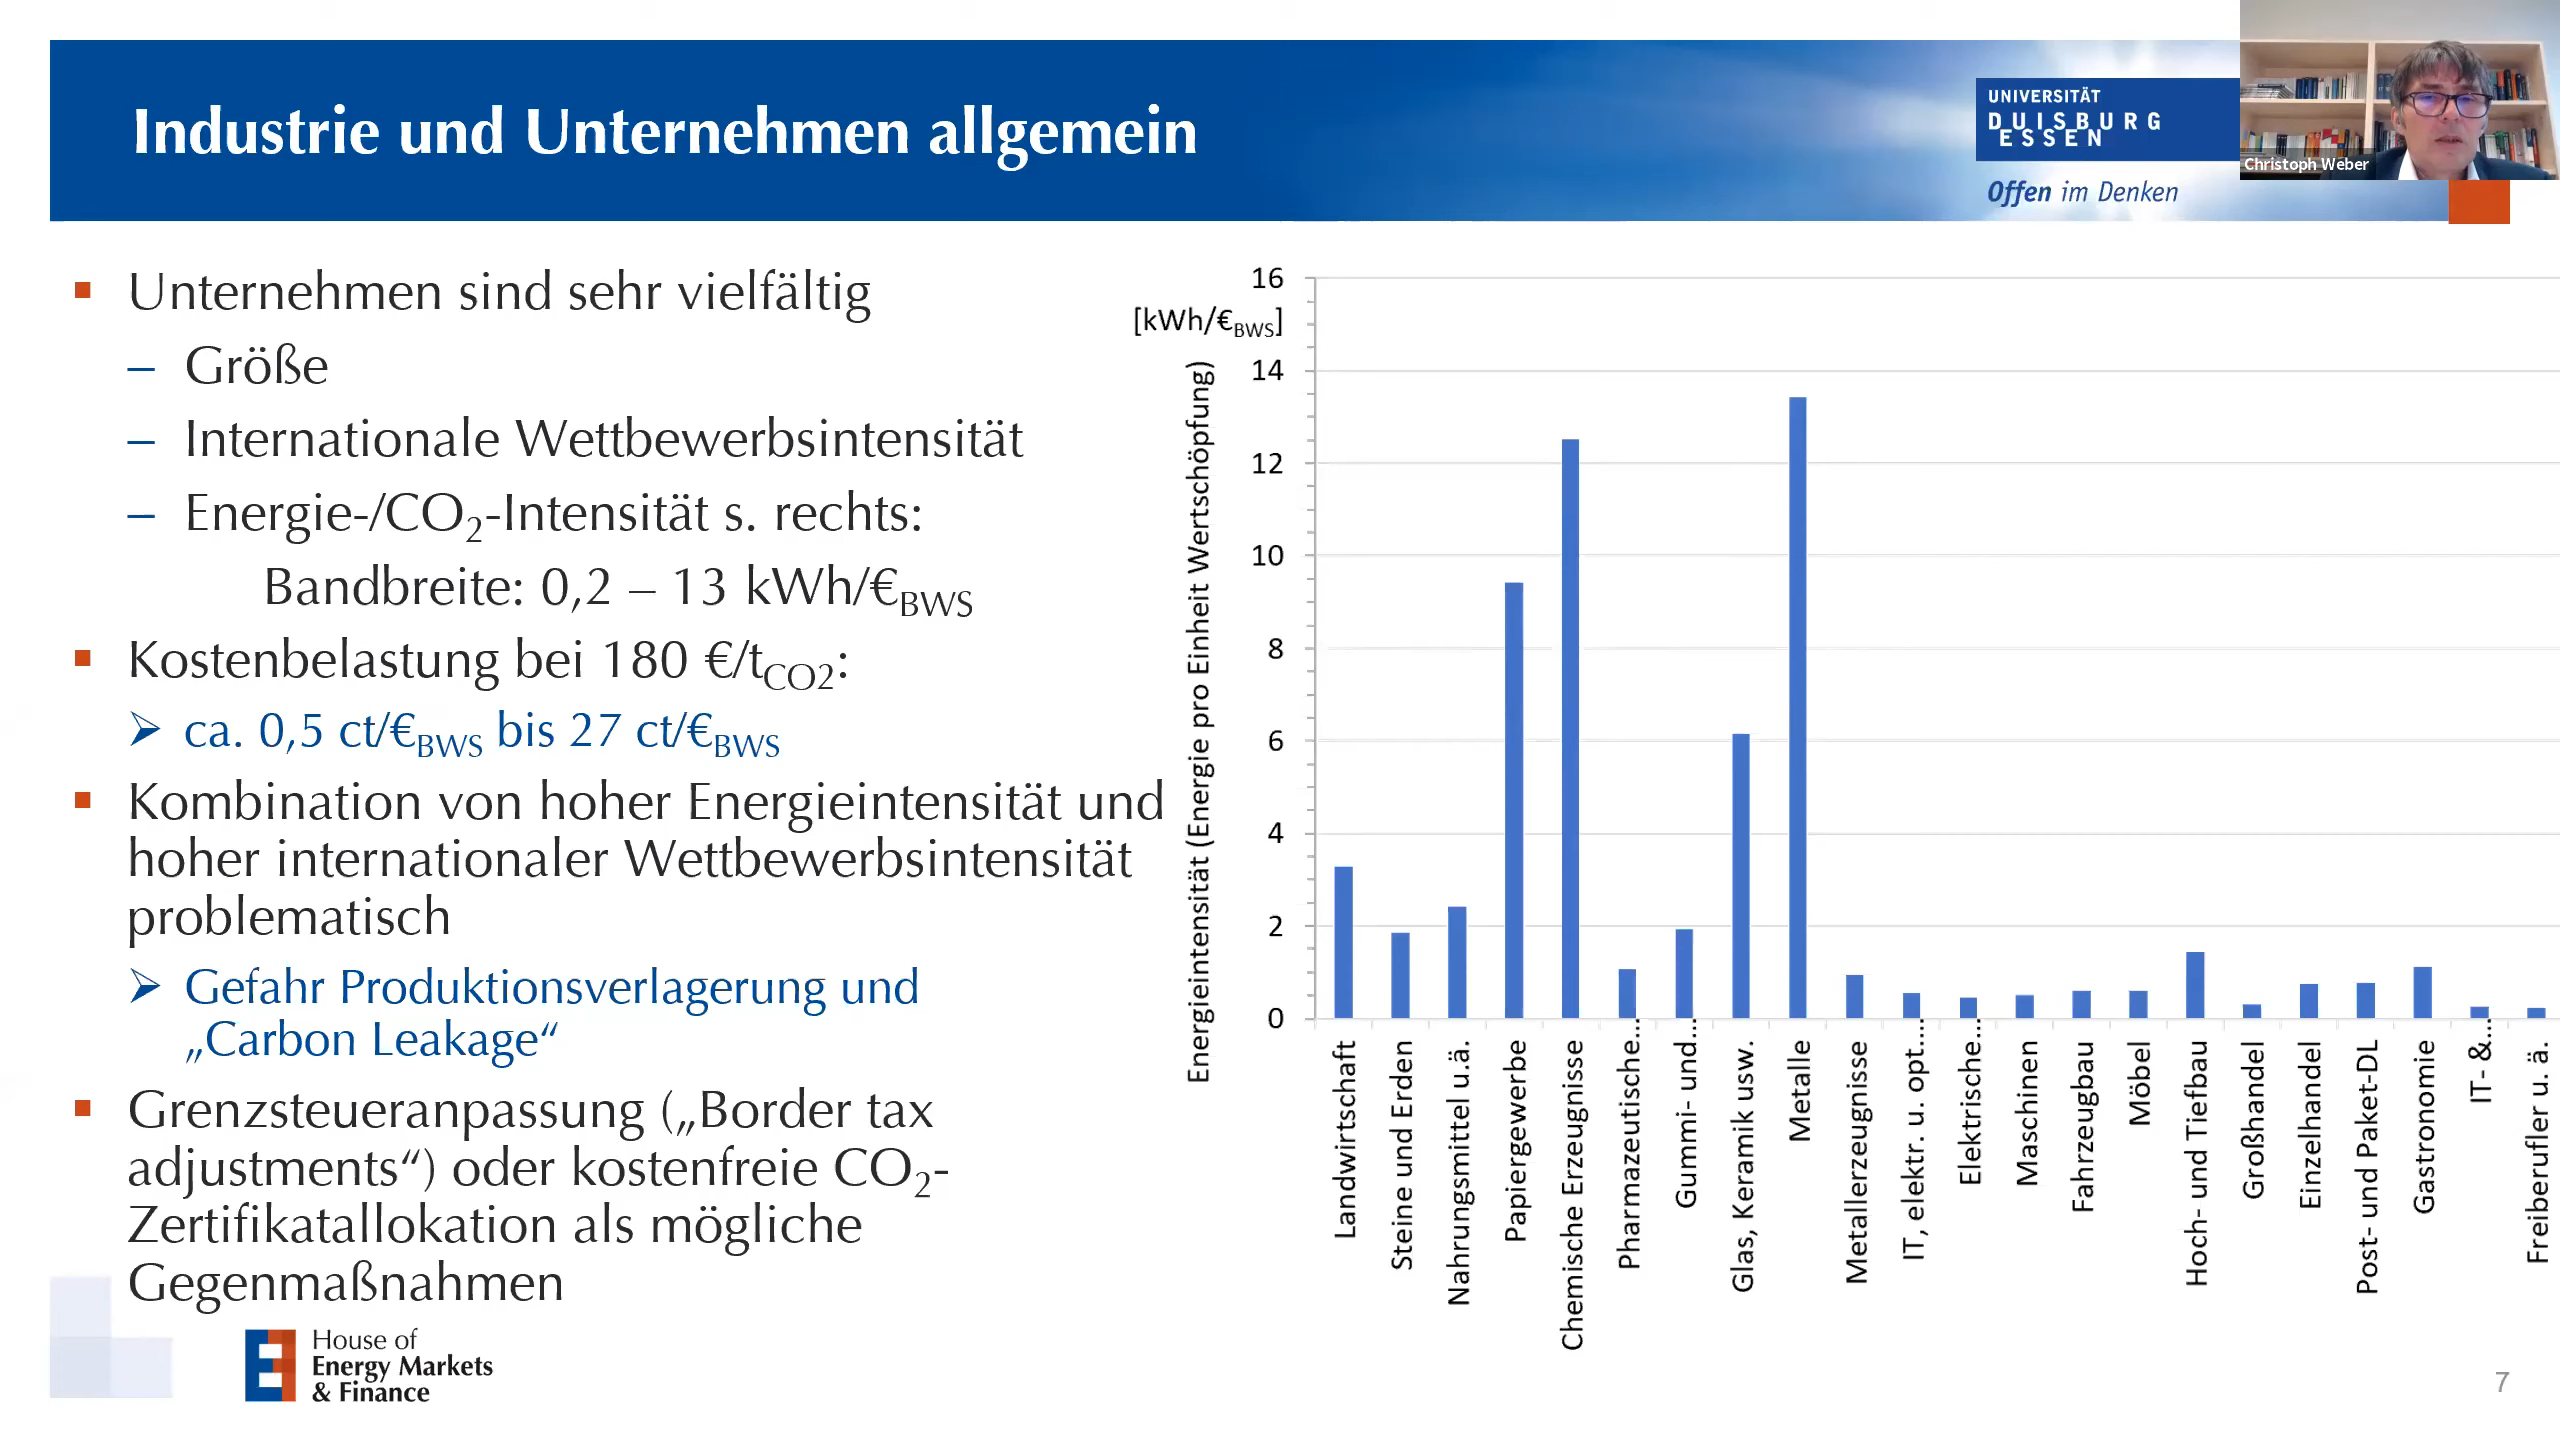 Industrie und Unternehmen allgemein
UNIVERSITÄT
DUISBURG
ESSEN
Offen im Denken
Christoph Weber
▪ Unternehmen sind sehr vielfältig
– Größe
– Internationale Wettbewerbsintensität
– Energie-/CO₂-Intensität s. rechts:
Bandbreite: 0,2 – 13 kWh/€BWS
▪ Kostenbelastung bei 180 €/tCO2:
➢ ca. 0,5 ct/€BWS bis 27 ct/€BWS
▪ Kombination von hoher Energieintensität und
hoher internationaler Wettbewerbsintensität
problematisch
➢ Gefahr Produktionsverlagerung und
„Carbon Leakage“
▪ Grenzsteueranpassung („Border tax
adjustments“) oder kostenfreie CO₂-
Zertifikatallokation als mögliche
Gegenmaßnahmen
[kWh/€BWS]
Energieintensität (Energie pro Einheit Wertschöpfung)
16
14
12
10
8
6
4
2
0
Landwirtschaft
Steine und Erden
Nahrungsmittel u.ä.
Papiergewerbe
Chemische Erzeugnisse
Pharmazeutische...
Gummi- und...
Glas, Keramik usw.
Metalle
Metallerzeugnisse
IT, elektr. u. opt....
Elektrische...
Maschinen
Fahrzeugbau
Möbel
Hoch- und Tiefbau
Großhandel
Einzelhandel
Post- und Paket-DL
Gastronomie
IT- &...
Freiberufler u. ä.
House of
Energy Markets
& Finance
7